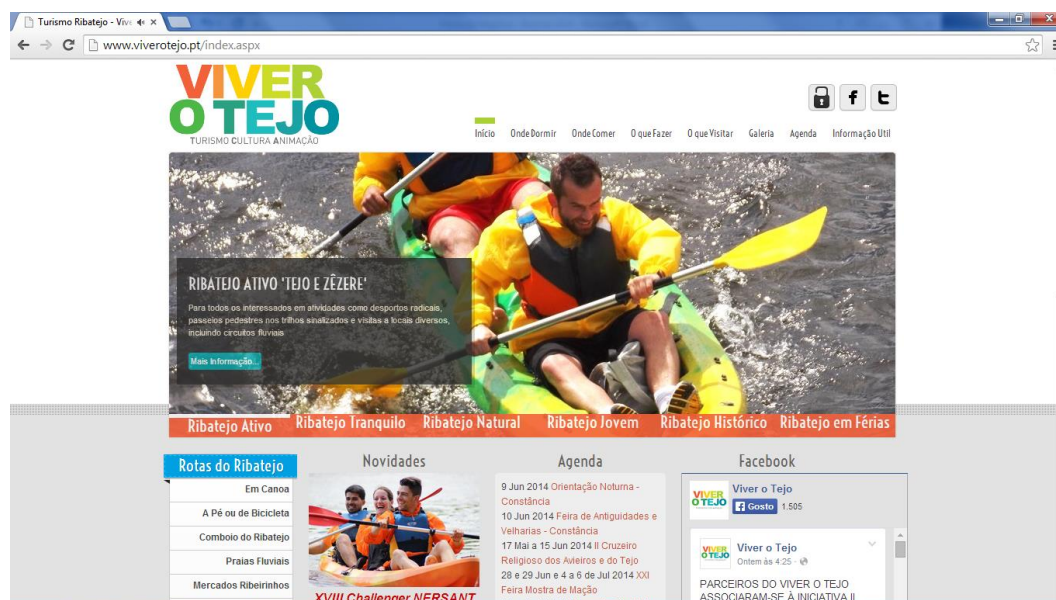 Turismo Ribatejo - Vive
www.viverotejo.pt/index.aspx
VIVER
O TEJO
TURISMO CULTURA ANIMAÇÃO
Início Onde Dormir Onde Comer O que Fazer O que Visitar Galeria Agenda Informação Util
RIBATEJO ATIVO 'TEJO E ZÊZERE'
Para todos os interessados em atividades como desportos radicais,
passeios pedestres nos trilhos sinalizados e visitas a locais diversos,
incluindo circuitos fluviais
Mais Informação...
Ribatejo Ativo Ribatejo Tranquilo Ribatejo Natural Ribatejo Jovem Ribatejo Histórico Ribatejo em Férias
Rotas do Ribatejo
Em Canoa
A Pé ou de Bicicleta
Comboio do Ribatejo
Praias Fluviais
Mercados Ribeirinhos
Novidades
XVIII Challenger NERSANT
Agenda
9 Jun 2014 Orientação Noturna -
Constância
10 Jun 2014 Feira de Antiguidades e
Velharias - Constância
17 Mai a 15 Jun 2014 II Cruzeiro
Religioso dos Avieiros e do Tejo
28 e 29 Jun e 4 a 6 de Jul 2014 XXI
Feira Mostra de Mação
Facebook
VIVER
O TEJO
Viver o Tejo
Gosto 1.505
VIVER
O TEJO
Viver o Tejo
Ontem às 4:25
PARCEIROS DO VIVER O TEJO
ASSOCIARAM-SE À INICIATIVA II